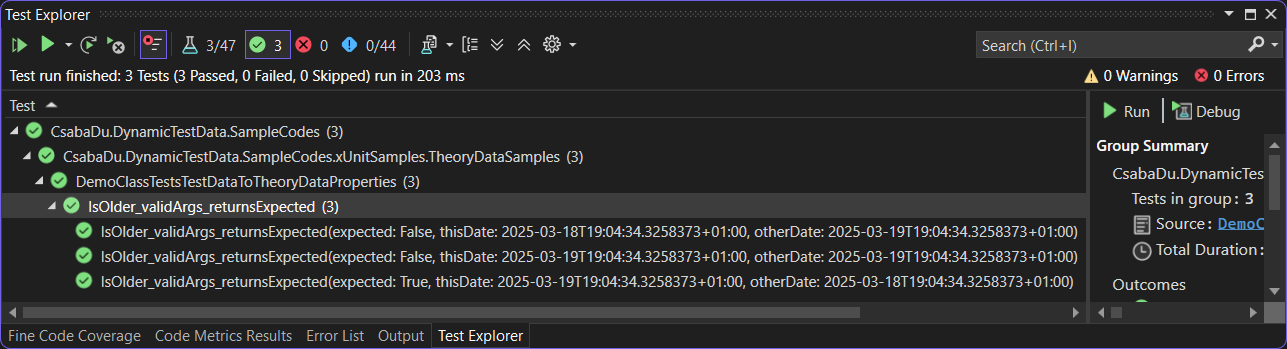 Test Explorer
3/47 3 0 0/44 Search (Ctrl+I)
Test run finished: 3 Tests (3 Passed, 0 Failed, 0 Skipped) run in 203 ms 0 Warnings 0 Errors
Test
Run Debug
CsabaDu.DynamicTestData.SampleCodes (3)
CsabaDu.DynamicTestData.SampleCodes.xUnitSamples.TheoryDataSamples (3)
DemoClassTestsTestDataToTheoryDataProperties (3)
IsOlder_validArgs_returnsExpected (3)
IsOlder_validArgs_returnsExpected(expected: False, thisDate: 2025-03-18T19:04:34.3258373+01:00, otherDate: 2025-03-19T19:04:34.3258373+01:00)
IsOlder_validArgs_returnsExpected(expected: False, thisDate: 2025-03-19T19:04:34.3258373+01:00, otherDate: 2025-03-19T19:04:34.3258373+01:00)
IsOlder_validArgs_returnsExpected(expected: True, thisDate: 2025-03-19T19:04:34.3258373+01:00, otherDate: 2025-03-18T19:04:34.3258373+01:00)
Group Summary
CsabaDu.DynamicTes
Tests in group: 3
Source: DemoC
Total Duration:
Outcomes
Fine Code Coverage Code Metrics Results Error List Output Test Explorer